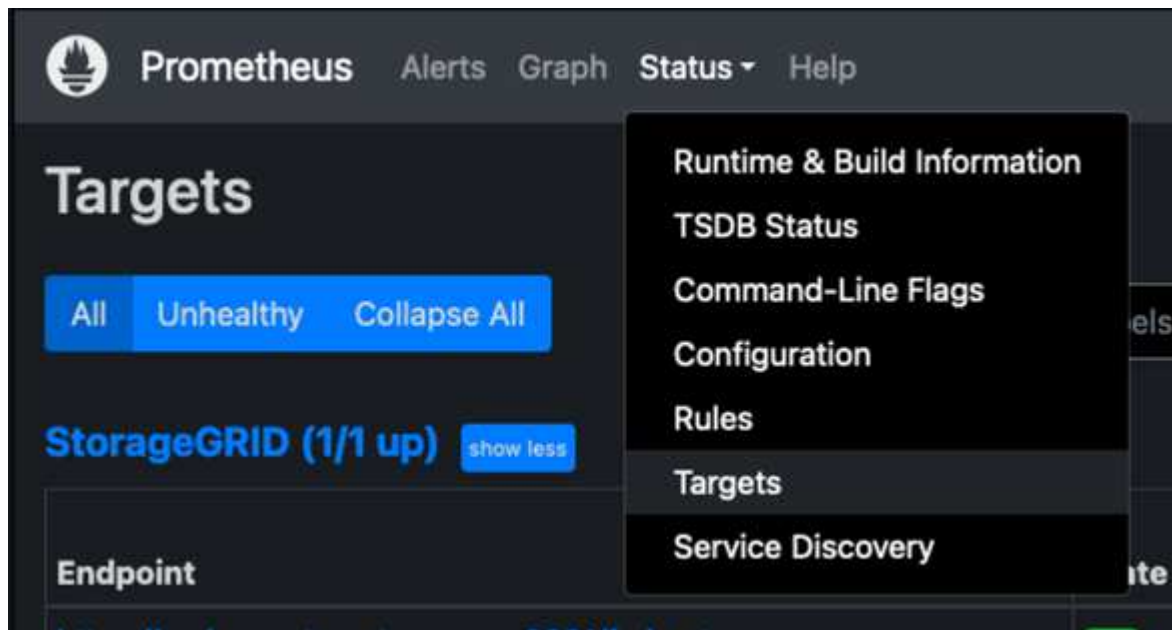 Prometheus Alerts Graph Status Help
Runtime & Build Information
TSDB Status
Command-Line Flags
Configuration
Rules
Targets
Service Discovery
Targets
All Unhealthy Collapse All
StorageGRID (1/1 up) show less
Endpoint